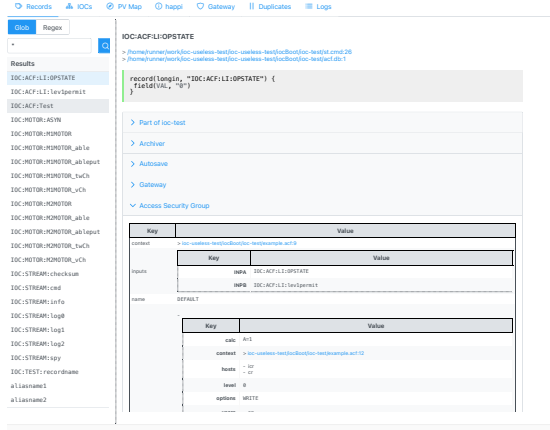 Records IOCs PV Map happi Gateway Duplicates Logs
Glob Regex
*
Results
IOC:ACF:LI:OPSTATE
IOC:ACF:LI:lev1permit
IOC:ACF:Test
IOC:MOTOR:ASYN
IOC:MOTOR:M1MOTOR
IOC:MOTOR:M1MOTOR_able
IOC:MOTOR:M1MOTOR_ableput
IOC:MOTOR:M1MOTOR_twCh
IOC:MOTOR:M1MOTOR_vCh
IOC:MOTOR:M2MOTOR
IOC:MOTOR:M2MOTOR_able
IOC:MOTOR:M2MOTOR_ableput
IOC:MOTOR:M2MOTOR_twCh
IOC:MOTOR:M2MOTOR_vCh
IOC:STREAM:checksum
IOC:STREAM:cmd
IOC:STREAM:info
IOC:STREAM:log0
IOC:STREAM:log1
IOC:STREAM:log2
IOC:STREAM:spy
IOC:TEST:recordname
aliasname1
aliasname2
IOC:ACF:LI:OPSTATE
> /home/runner/work/ioc-useless-test/ioc-useless-test/iocBoot/ioc-test/st.cmd:26
> /home/runner/work/ioc-useless-test/ioc-useless-test/iocBoot/ioc-test/acf.db:1
record(longin, "IOC:ACF:LI:OPSTATE") {
field(VAL, "0")
}
> Part of ioc-test
> Archiver
> Autosave
> Gateway
Access Security Group
Key Value
context > ioc-useless-test/iocBoot/ioc-test/example.acf:9
inputs
Key Value
INPA IOC:ACF:LI:OPSTATE
INPB IOC:ACF:LI:lev1permit
name DEFAULT
-
Key Value
calc A=1
context > ioc-useless-test/iocBoot/ioc-test/example.acf:12
hosts
level 0
options WRITE